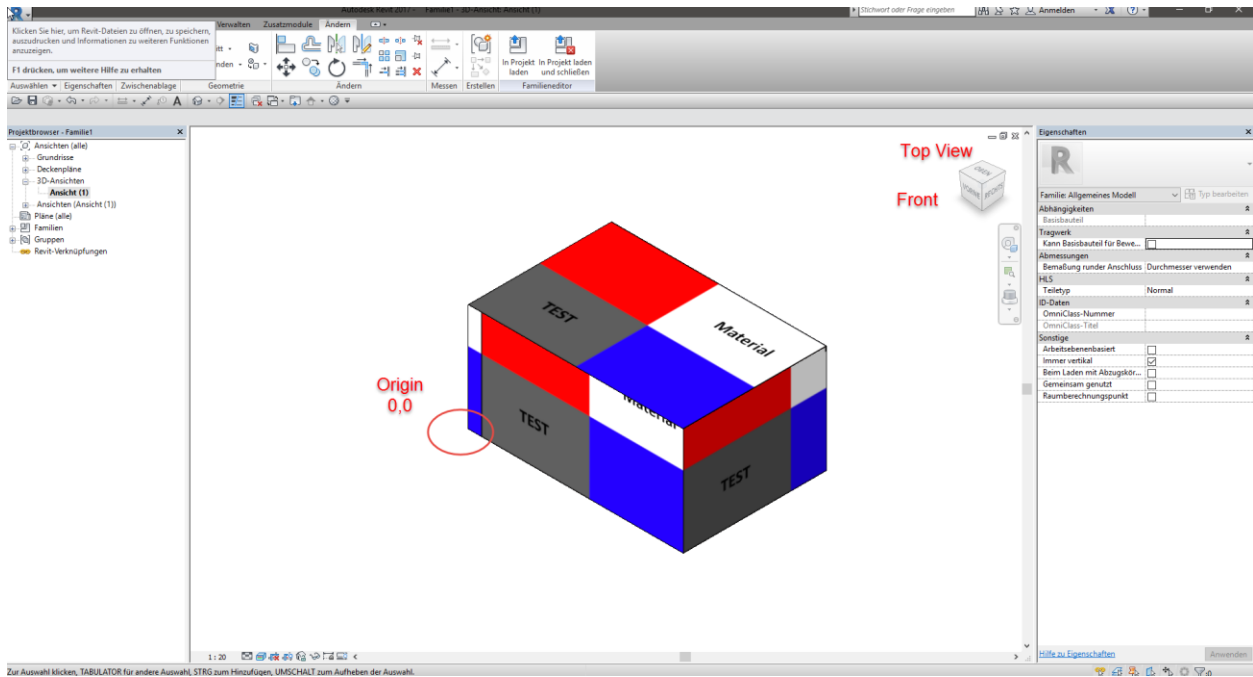 Autodesk Revit 2017 - Familie1 - 3D-Ansicht: Ansicht (1)
Stichwort oder Frage eingeben
Anmelden
Klicken Sie hier, um Revit-Dateien zu öffnen, zu speichern,
auszudrucken und Informationen zu weiteren Funktionen
anzuzeigen.
F1 drücken, um weitere Hilfe zu erhalten
Verwalten Zusatzmodule Ändern
In Projekt laden
In Projekt laden und schließen
Auswählen Eigenschaften Zwischenablage Geometrie Ändern Messen Erstellen Familieneditor
Projektbrowser - Familie1
Ansichten (alle)
Grundrisse
Deckenpläne
3D-Ansichten
Ansicht (1)
Ansichten (Ansicht (1))
Pläne (alle)
Familien
Gruppen
Revit-Verknüpfungen
Top View
Front
OBEN
VORNE
RECHTS
TEST
Material
Origin
0,0
TEST
Material
TEST
Eigenschaften
Familie: Allgemeines Modell
Typ bearbeiten
Abhängigkeiten
Basisbauteil
Tragwerk
Kann Basisbauteil für Bewe...
Abmessungen
Bemaßung runder Anschluss Durchmesser verwenden
HLS
Teiletyp Normal
ID-Daten
OmniClass-Nummer
OmniClass-Titel
Sonstige
Arbeitsebenenbasiert
Immer vertikal
Beim Laden mit Abzugskör...
Gemeinsam genutzt
Raumberechnungspunkt
Hilfe zu Eigenschaften
Anwenden
1 : 20
Zur Auswahl klicken, TABULATOR für andere Auswahl, STRG zum Hinzufügen, UMSCHALT zum Aufheben der Auswahl.
:0